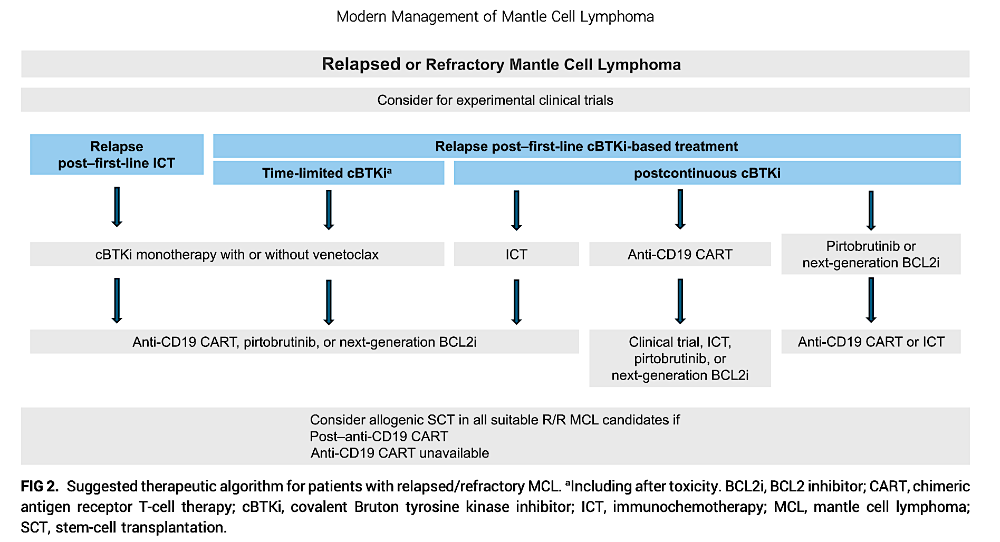 Modern Management of Mantle Cell Lymphoma
Relapsed or Refractory Mantle Cell Lymphoma
Consider for experimental clinical trials
Relapse
post–first-line ICT
Relapse post–first-line cBTKi-based treatment
Time-limited cBTKiᵃ
postcontinuous cBTKi
cBTKi monotherapy with or without venetoclax
ICT
Anti-CD19 CART
Pirtobrutinib or
next-generation BCL2i
Anti-CD19 CART, pirtobrutinib, or next-generation BCL2i
Clinical trial, ICT,
pirtobrutinib, or
next-generation BCL2i
Anti-CD19 CART or ICT
Consider allogenic SCT in all suitable R/R MCL candidates if
Post–anti-CD19 CART
Anti-CD19 CART unavailable
FIG 2. Suggested therapeutic algorithm for patients with relapsed/refractory MCL. ᵃIncluding after toxicity. BCL2i, BCL2 inhibitor; CART, chimeric
antigen receptor T-cell therapy; cBTKi, covalent Bruton tyrosine kinase inhibitor; ICT, immunochemotherapy; MCL, mantle cell lymphoma;
SCT, stem-cell transplantation.